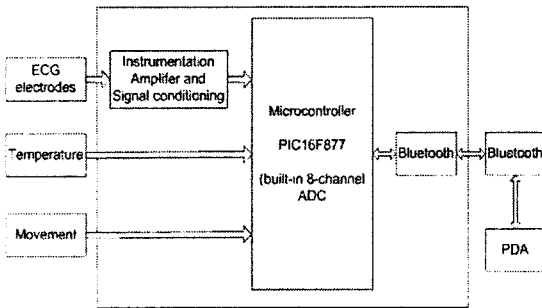 ECG
electrodes
Instrumentation
Amplifer and
Signal conditioning
Temperature
Movement
Microcontroller
PIC16F877
(built-in 8-channel
ADC
Bluetooth
Bluetooth
PDA